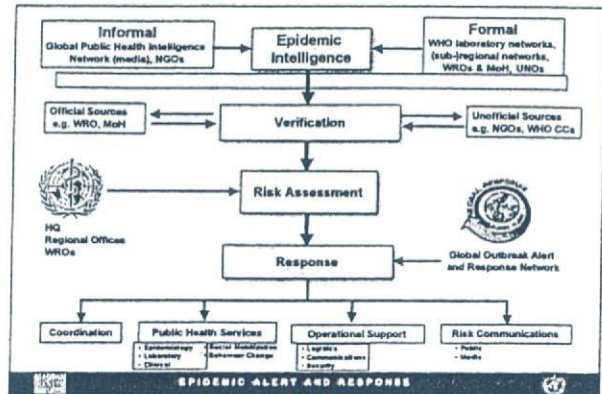 Informal
Global Public Health Intelligence
Network (media), NGOs
Epidemic
Intelligence
Formal
WHO laboratory networks,
(sub-)regional networks,
WROs & MoH, UNOs
Official Sources
e.g. WRO, MoH
Verification
Unofficial Sources
e.g. NGOs, WHO CCs
Risk Assessment
HQ
Regional Offices
WROs
Response
Global Outbreak Alert
and Response Network
Coordination
Public Health Services
• Epidemiology
• Laboratory
• Clinical
• Social Mobilization
• Behaviour Change
Operational Support
• Logistics
• Communications
• Security
Risk Communications
• Public
• Media
EPIDEMIC ALERT AND RESPONSE